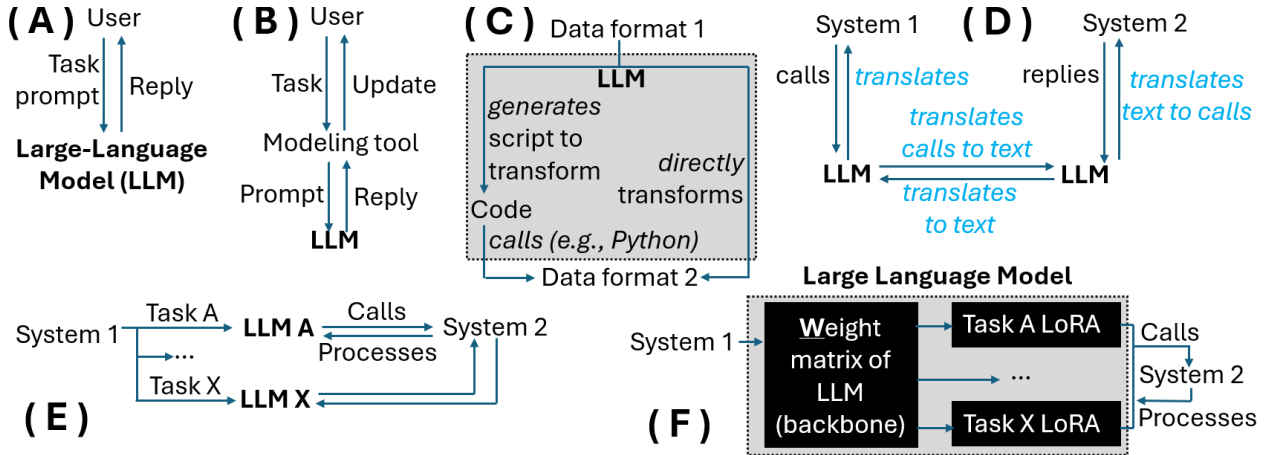 ( A )
User
Task
prompt
Reply
Large-Language
Model (LLM)
( B )
User
Task
Update
Modeling tool
Prompt
Reply
LLM
( C )
Data format 1
LLM
generates
script to
transform
directly
transforms
Code
calls (e.g., Python)
Data format 2
( D )
System 1
System 2
calls
translates
replies
translates
text to calls
translates
calls to text
LLM
LLM
translates
to text
( E )
System 1
Task A
LLM A
Calls
Processes
System 2
...
Task X
LLM X
( F )
Large Language Model
System 1
Weight
matrix of
LLM
(backbone)
Task A LoRA
...
Task X LoRA
Calls
System 2
Processes